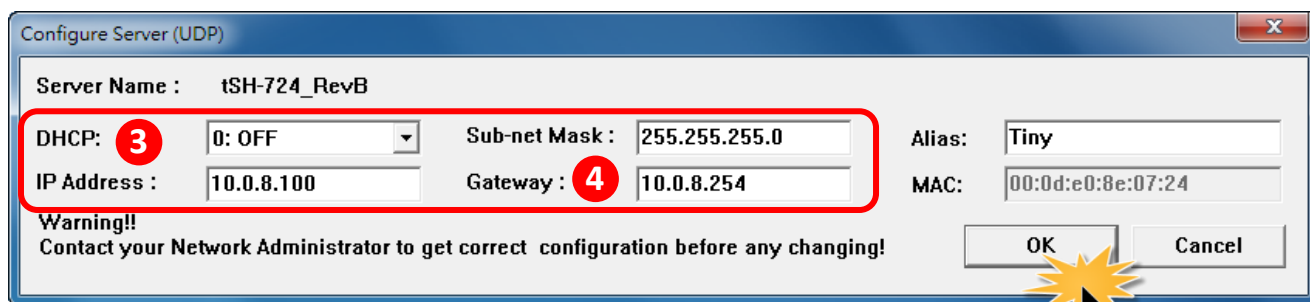 Configure Server (UDP)
x
Server Name : tSH-724_RevB
DHCP: 3 0: OFF Sub-net Mask : 255.255.255.0 Alias: Tiny
IP Address : 10.0.8.100 Gateway : 4 10.0.8.254 MAC: 00:0d:e0:8e:07:24
Warning!!
Contact your Network Administrator to get correct configuration before any changing!
OK Cancel